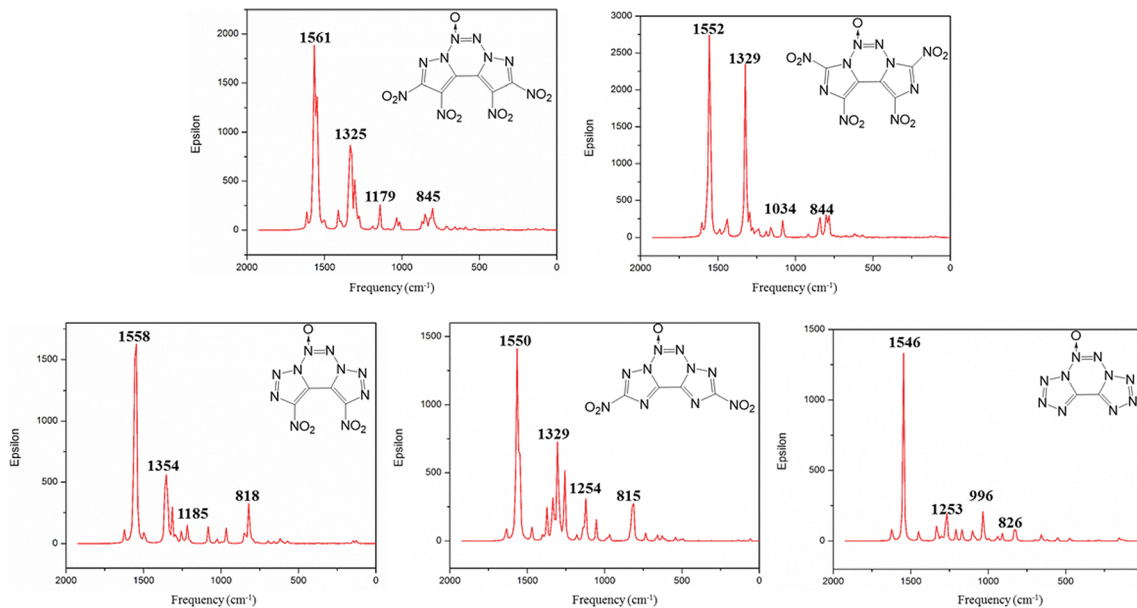 1561
1325
1179
845
2000
1500
1000
500
0
2000 1500 1000 500 0
Epsilon
Frequency (cm-1)
O
N N
N N N N
O2N NO2
NO2 NO2
1552
1329
1034
844
3000
2500
2000
1500
1000
500
0
2000 1500 1000 500 0
Epsilon
Frequency (cm-1)
O
N N
O2N N N NO2
N N
NO2 NO2
1558
1354
1185
818
1500
1000
500
0
2000 1500 1000 500 0
Epsilon
Frequency (cm-1)
O
N N
N N N N
N N
NO2 NO2
1550
1329
1254
815
1500
1000
500
0
2000 1500 1000 500 0
Epsilon
Frequency (cm-1)
O
N N
N N N N
O2N N N NO2
1546
1253
996
826
1500
1000
500
0
2000 1500 1000 500
Epsilon
Frequency (cm-1)
O
N N
N N N N
N N N N